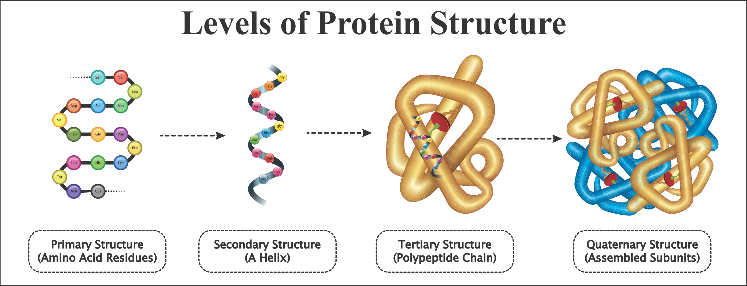 Levels of Protein Structure
Primary Structure
(Amino Acid Residues)
Secondary Structure
(A Helix)
Tertiary Structure
(Polypeptide Chain)
Quaternary Structure
(Assembled Subunits)